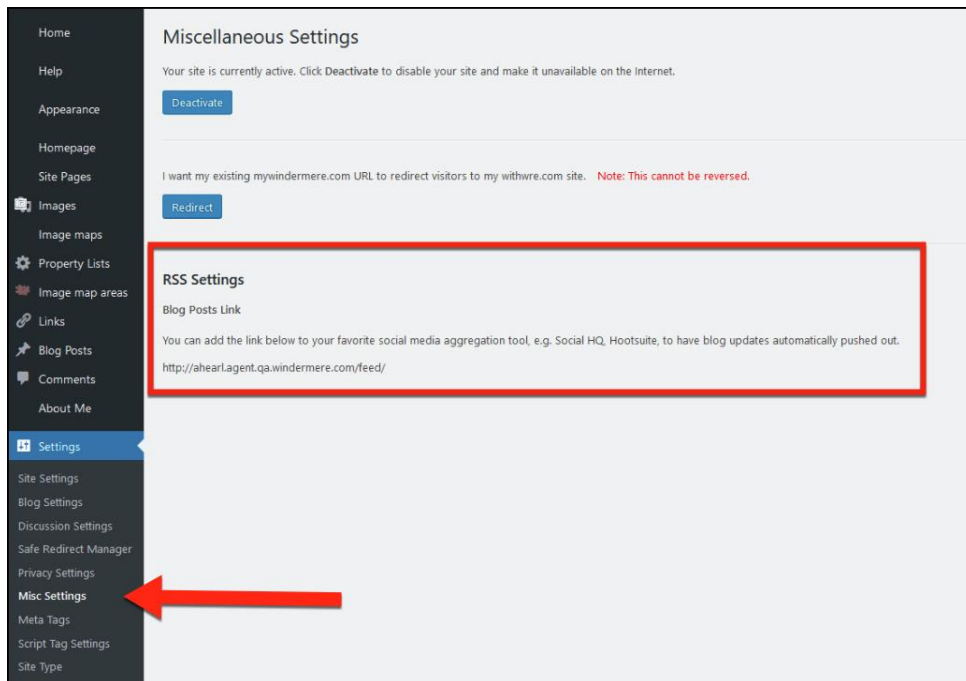 Home
Help
Appearance
Homepage
Site Pages
Images
Image maps
Property Lists
Image map areas
Links
Blog Posts
Comments
About Me
Settings
Site Settings
Blog Settings
Discussion Settings
Safe Redirect Manager
Privacy Settings
Misc Settings
Meta Tags
Script Tag Settings
Site Type
Miscellaneous Settings
Your site is currently active. Click Deactivate to disable your site and make it unavailable on the Internet.
Deactivate
I want my existing mywindermere.com URL to redirect visitors to my withwre.com site. Note: This cannot be reversed.
Redirect
RSS Settings
Blog Posts Link
You can add the link below to your favorite social media aggregation tool, e.g. Social HQ, Hootsuite, to have blog updates automatically pushed out.
http://ahearl.agent.qa.windermere.com/feed/